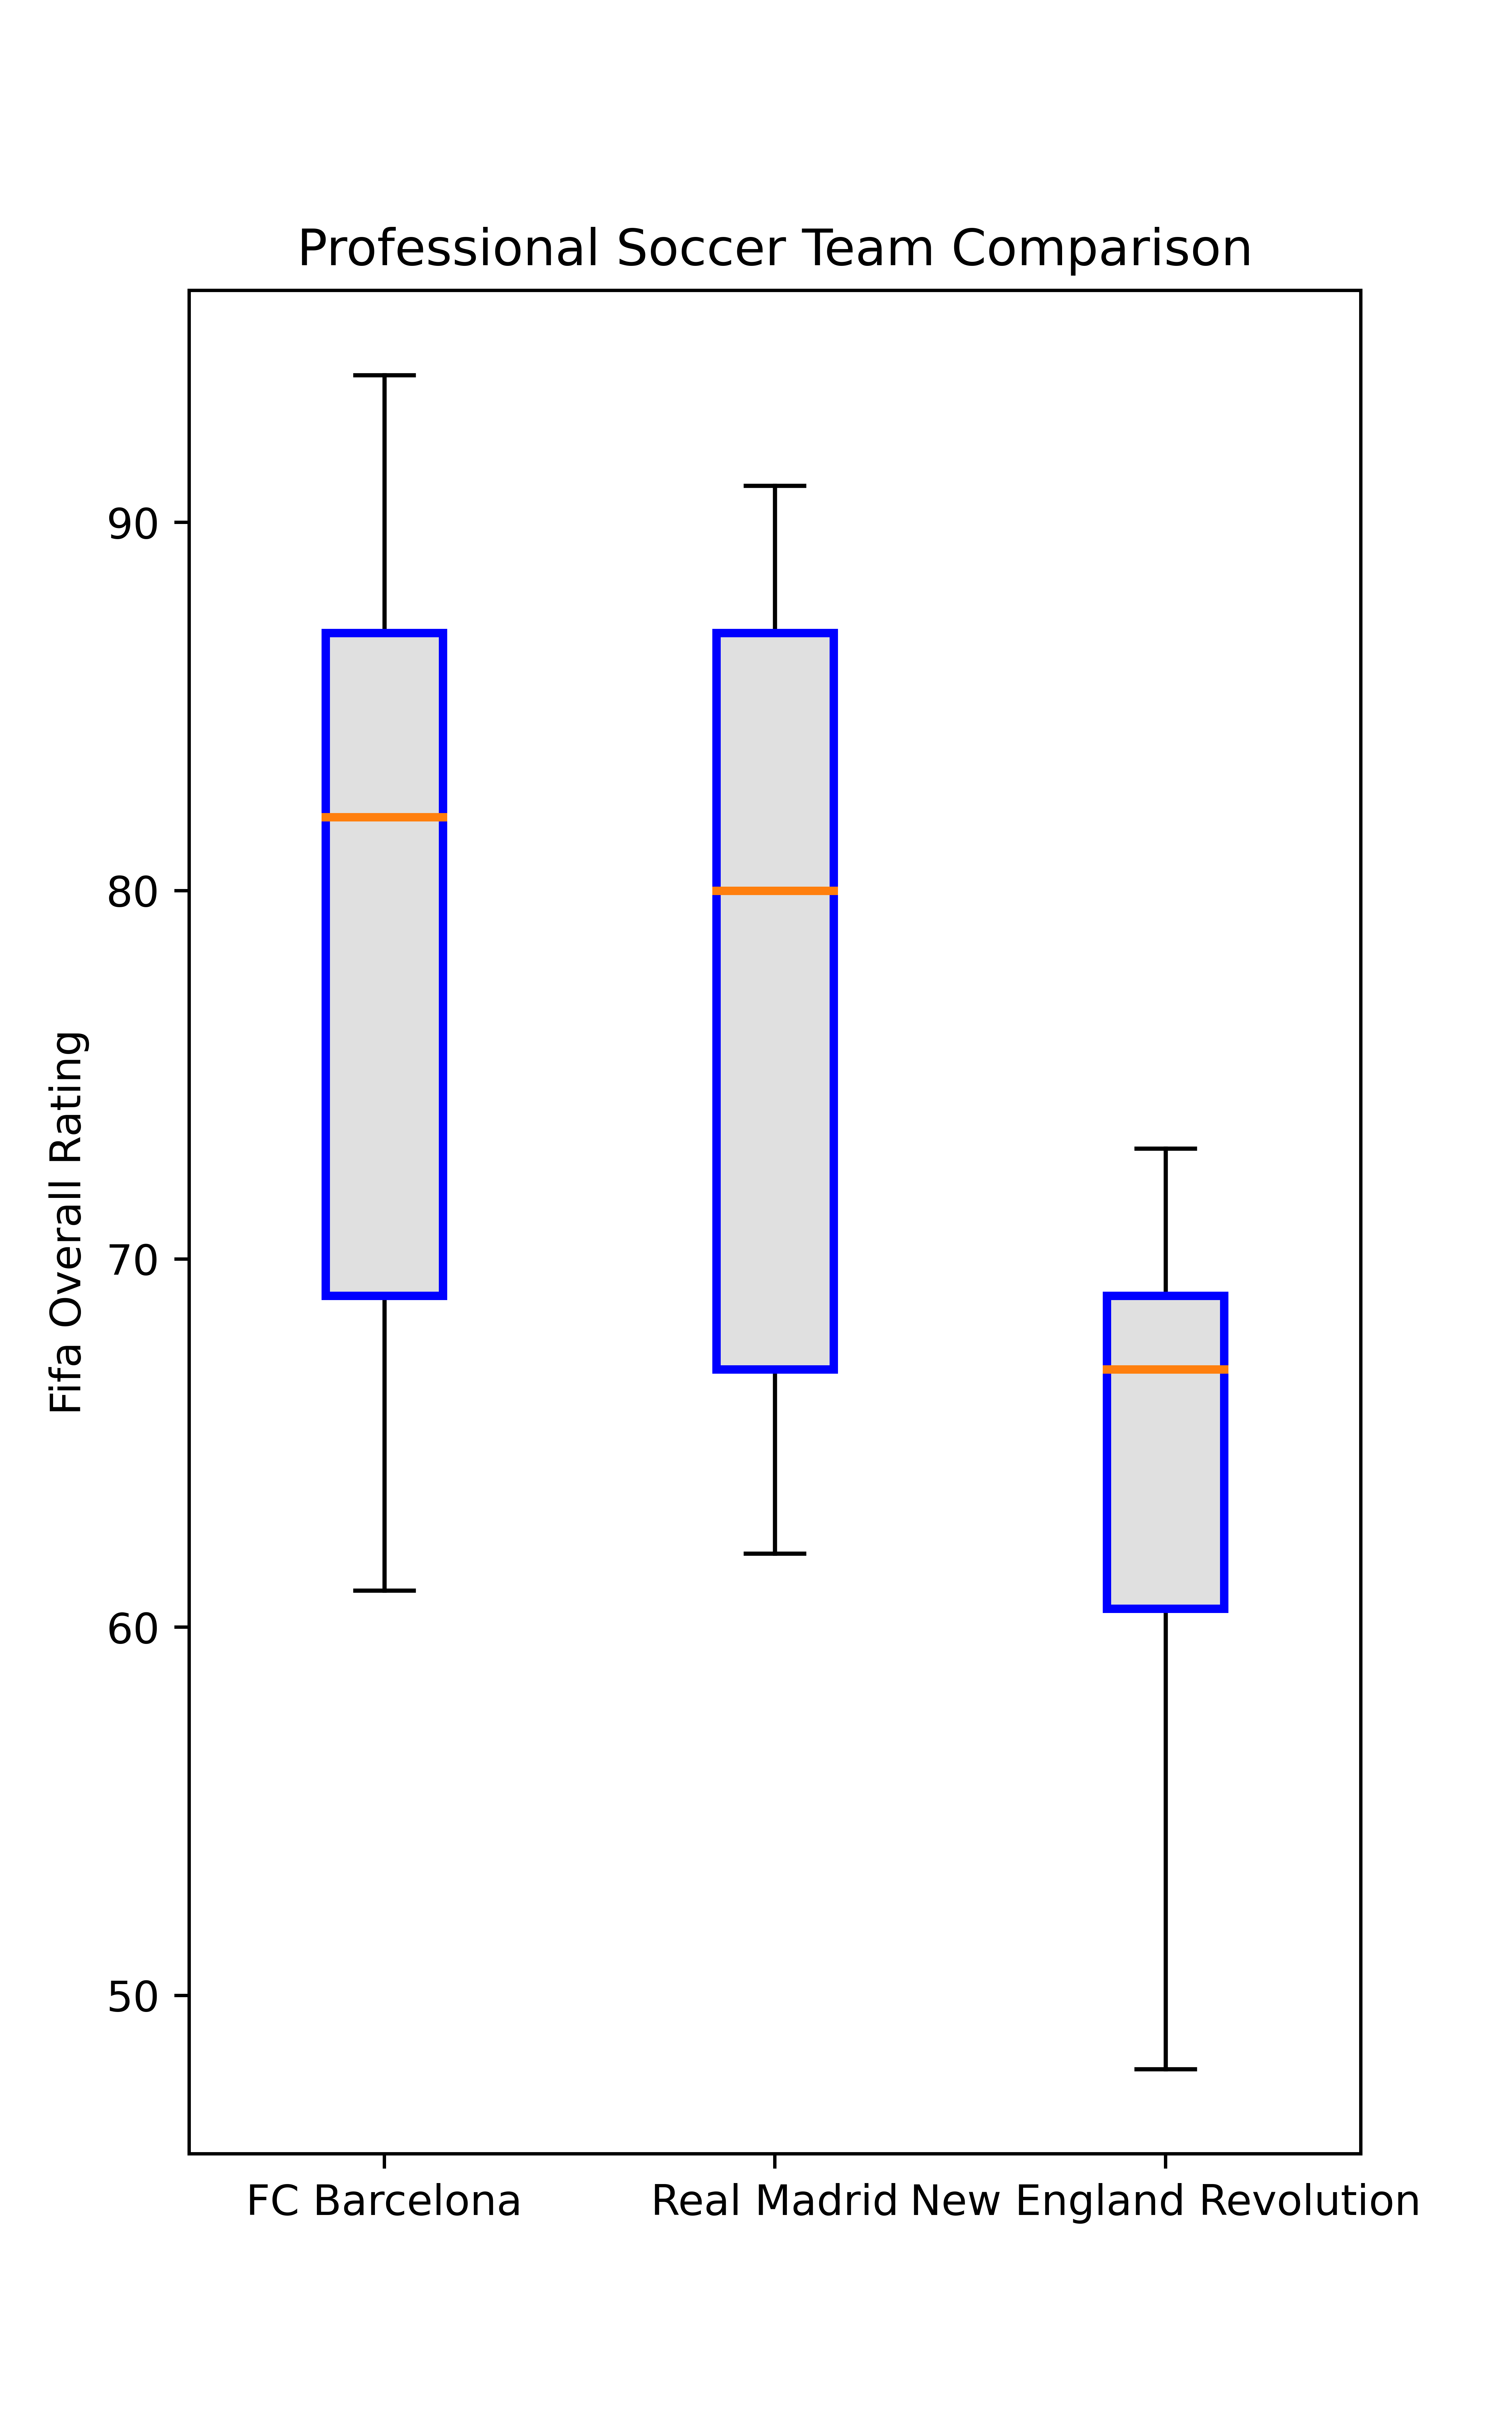 Professional Soccer Team Comparison
Fifa Overall Rating
90
80
70
60
50
FC Barcelona
Real Madrid
New England Revolution